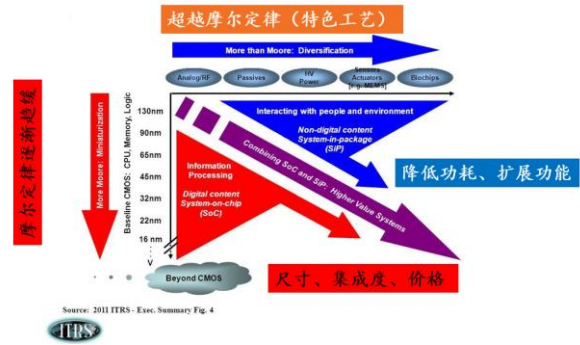 超越摩尔定律（特色工艺）
More than Moore: Diversification
Analog/RF
Passives
HV
Power
Sensors
Actuators
[e.g. MEMS]
Biochips
摩尔定律逐渐趋缓
More Moore: Miniaturization
Baseline CMOS: CPU, Memory, Logic
130nm
90nm
65nm
45nm
32nm
22nm
16 nm
Interacting with people and environment
Non-digital content
System-in-package
(SiP)
Combining SoC and SiP: Higher Value Systems
Information
Processing
Digital content
System-on-chip
(SoC)
降低功耗、扩展功能
尺寸、集成度、价格
Beyond CMOS
Source: 2011 ITRS - Exec. Summary Fig. 4
ITRS